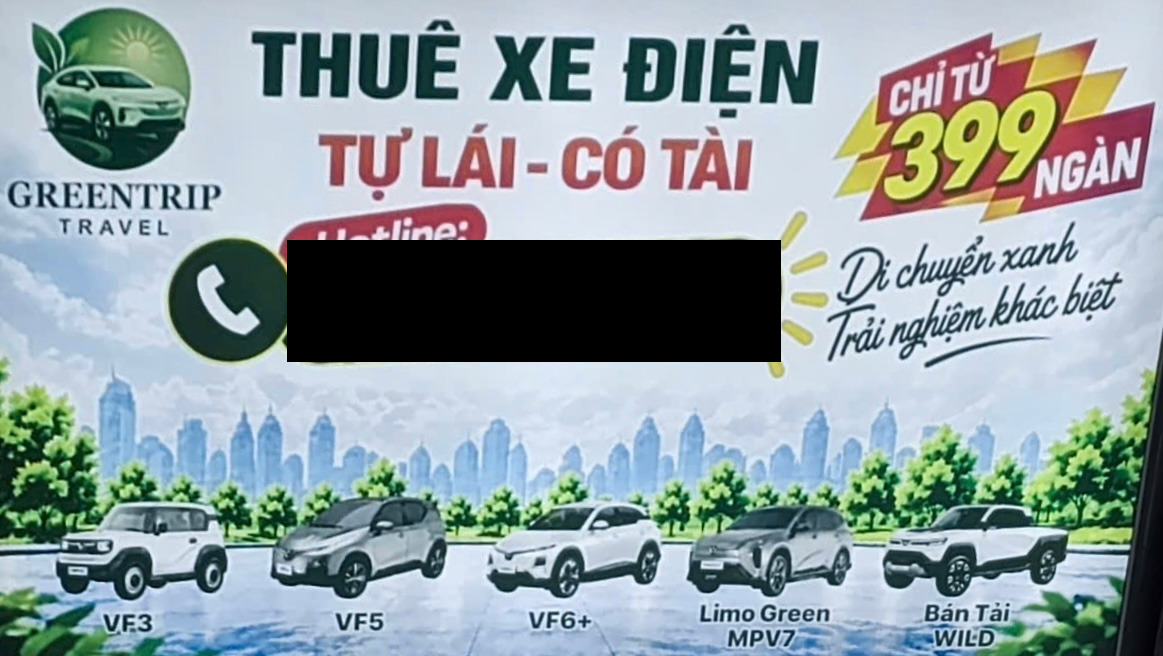 GREENTRIP
TRAVEL
THUÊ XE ĐIỆN
TỰ LÁI - CÓ TÀI
CHỈ TỪ
399
NGÀN
Hotline:
Di chuyển xanh
Trải nghiệm khác biệt
VF3
VF5
VF6+
Limo Green
MPV7
Bán Tải
WILD